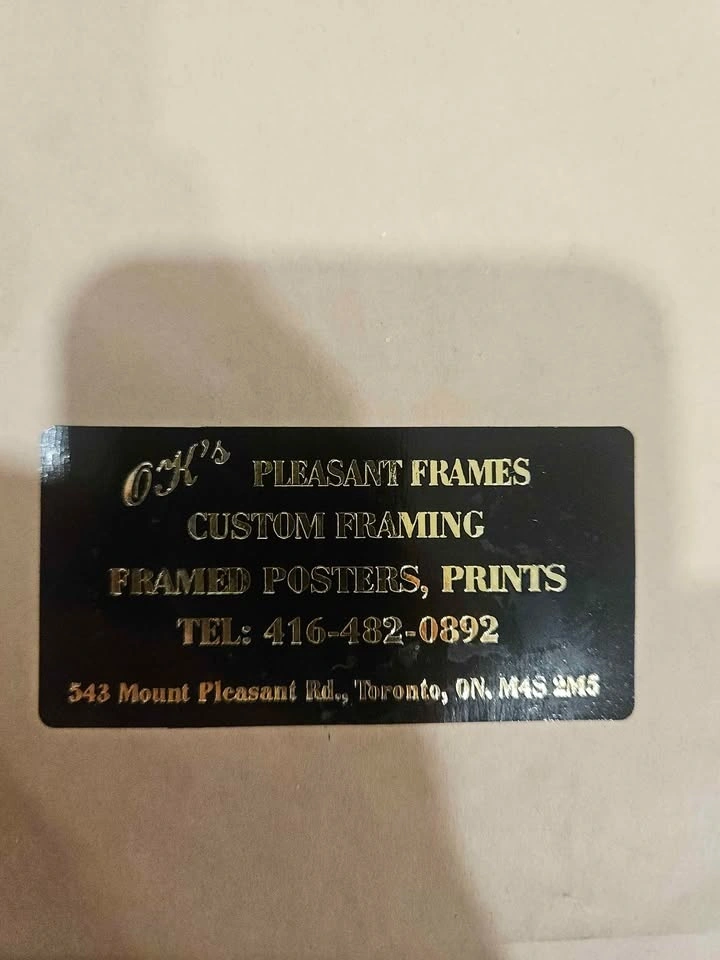 OK's PLEASANT FRAMES
CUSTOM FRAMING
FRAMED POSTERS, PRINTS
TEL: 416-482-0892
543 Mount Pleasant Rd., Toronto, ON. M4S 2M5